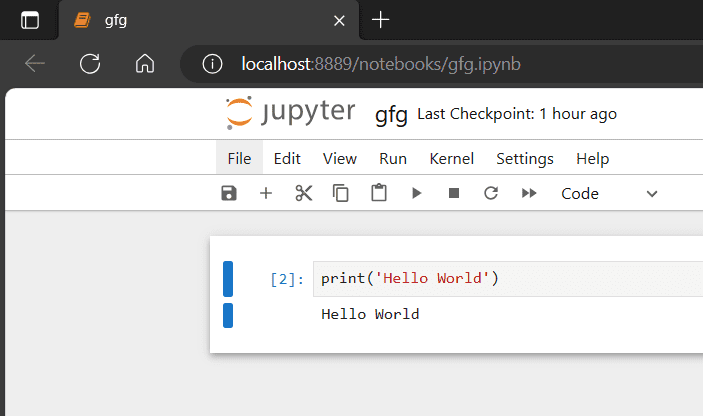 gfg
localhost:8889/notebooks/gfg.ipynb
jupyter gfg Last Checkpoint: 1 hour ago
File Edit View Run Kernel Settings Help
Code
[2]: print('Hello World')
Hello World